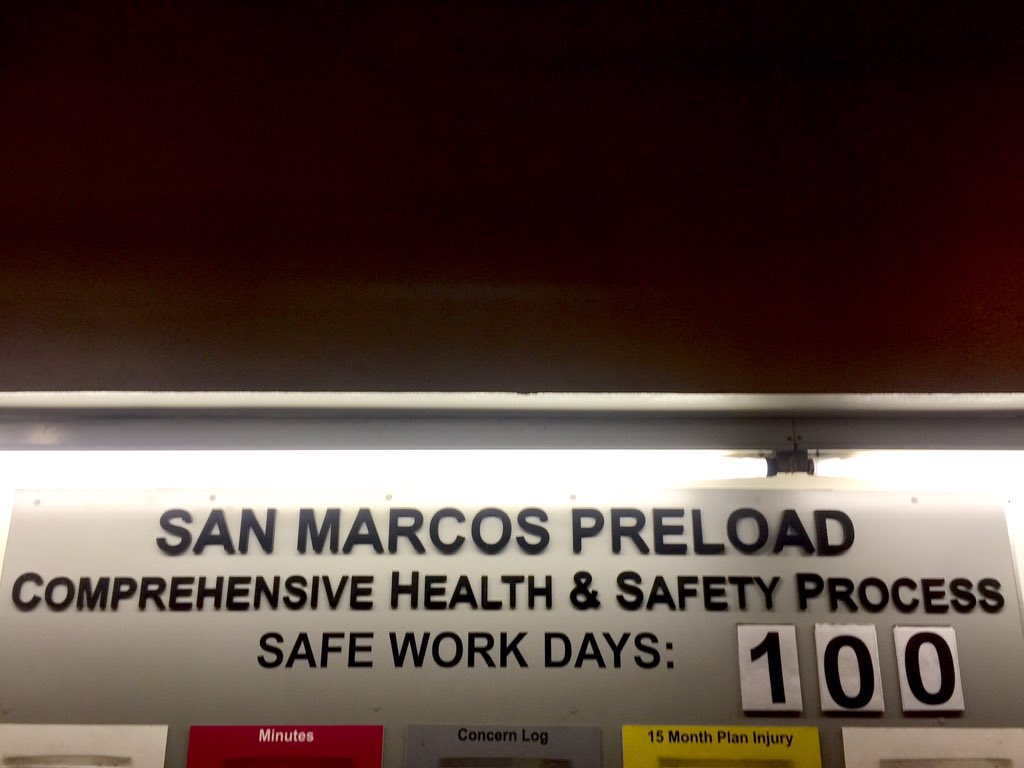 SAN MARCOS PRELOAD
COMPREHENSIVE HEALTH & SAFETY PROCESS
SAFE WORK DAYS: 100
Minutes
Concern Log
15 Month Plan Injury